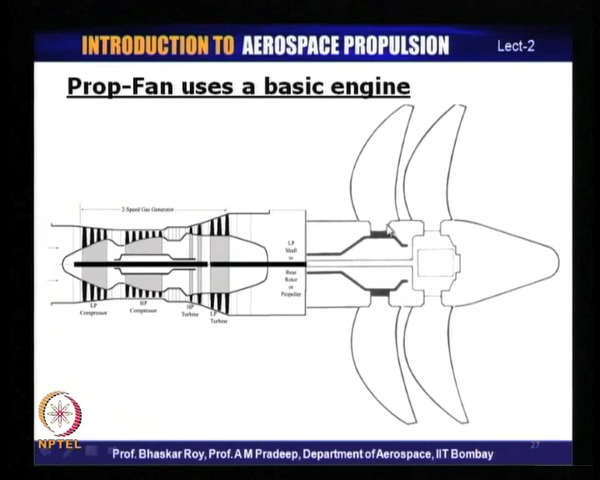 INTRODUCTION TO AEROSPACE PROPULSION
Lect-2
Prop-Fan uses a basic engine
2-Speed Gas Generator
LP
Shaft
to
Rotor
or
Propeller
LP
Compressor
HP
Compressor
HP
Turbine
LP
Turbine
NPTEL
27
Prof. Bhaskar Roy, Prof. A M Pradeep, Department of Aerospace, IIT Bombay